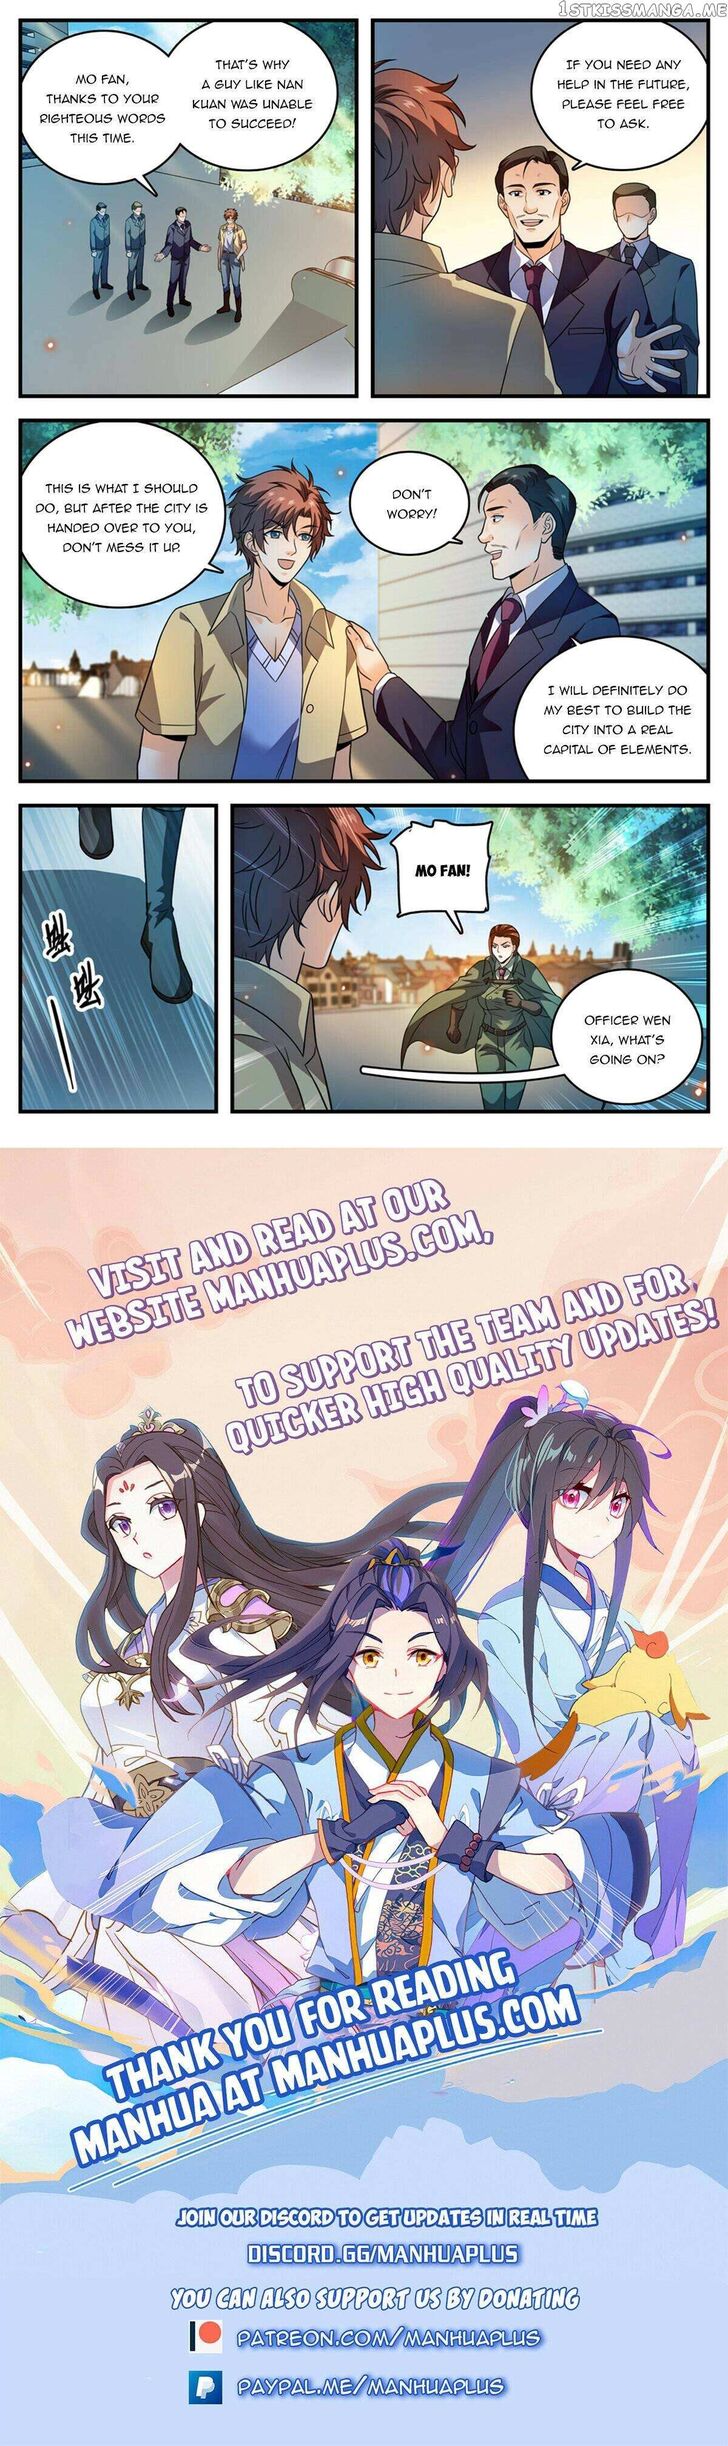 1STKISSMANGA.ME
MO FAN,
THANKS TO YOUR
RIGHTEOUS WORDS
THIS TIME.
THAT'S WHY
A GUY LIKE NAN
KUAN WAS UNABLE
TO SUCCEED!
IF YOU NEED ANY
HELP IN THE FUTURE,
PLEASE FEEL FREE
TO ASK.
THIS IS WHAT I SHOULD
DO, BUT AFTER THE CITY IS
HANDED OVER TO YOU,
DON'T MESS IT UP.
DON'T
WORRY!
I WILL DEFINITELY DO
MY BEST TO BUILD THE
CITY INTO A REAL
CAPITAL OF ELEMENTS.
MO FAN!
OFFICER WEN
XIA, WHAT'S
GOING ON?
VISIT AND READ AT OUR
WEBSITE MANHUAPLUS.COM,
TO SUPPORT THE TEAM AND FOR
QUICKER HIGH QUALITY UPDATES!
THANK YOU FOR READING
MANHUA AT MANHUAPLUS.COM
JOIN OUR DISCORD TO GET UPDATES IN REAL TIME
DISCORD.GG/MANHUAPLUS
YOU CAN ALSO SUPPORT US BY DONATING
PATREON.COM/MANHUAPLUS
PAYPAL.ME/MANHUAPLUS